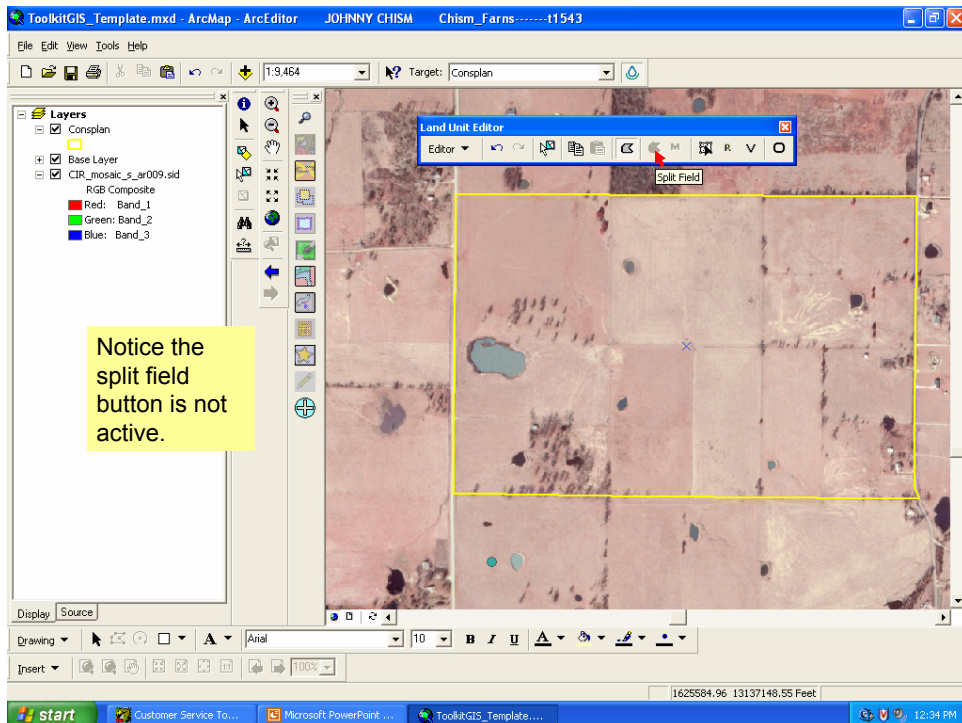 ToolkitGIS_Template.mxd - ArcMap - ArcEditor JOHNNY CHISM Chism_Farns-------t1543
File Edit View Tools Help
1:9,464
Target: Consplan
Layers
Consplan
Base Layer
CIR_mosaic_s_ar009.sid
RGB Composite
Red: Band_1
Green: Band_2
Blue: Band_3
Land Unit Editor
Editor
M
R
V
Split Field
Notice the
split field
button is not
active.
Display Source
Drawing
A
Arial
10
B I U A
Insert
100%
1625584.96 13137148.55 Feet
start
Customer Service To...
Microsoft PowerPoint ...
ToolkitGIS_Template....
12:34 PM